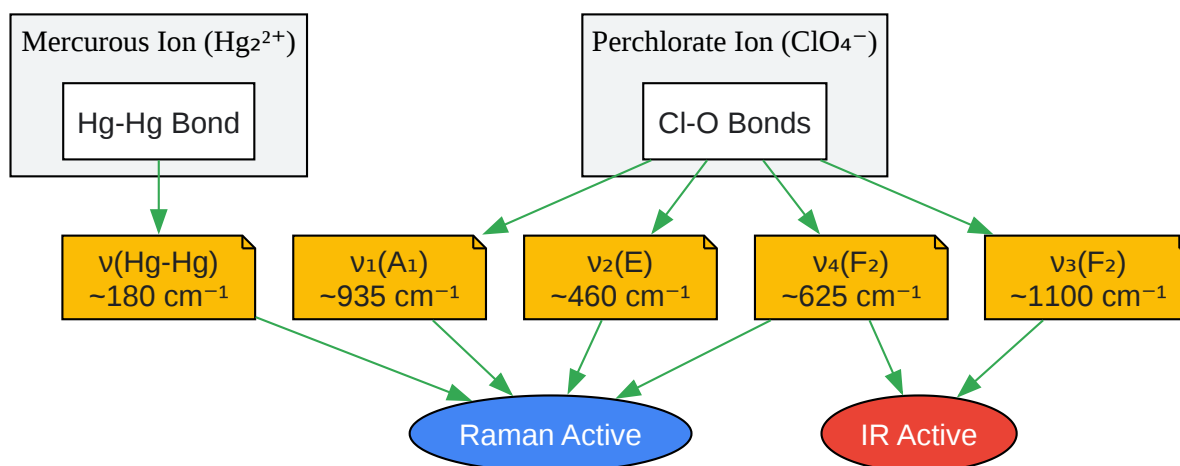 Mercurous Ion (Hg₂²⁺)
Perchlorate Ion (ClO₄⁻)
Hg-Hg Bond
Cl-O Bonds
ν(Hg-Hg)
~180 cm⁻¹
ν₁(A₁)
~935 cm⁻¹
ν₂(E)
~460 cm⁻¹
ν₄(F₂)
~625 cm⁻¹
ν₃(F₂)
~1100 cm⁻¹
Raman Active
IR Active